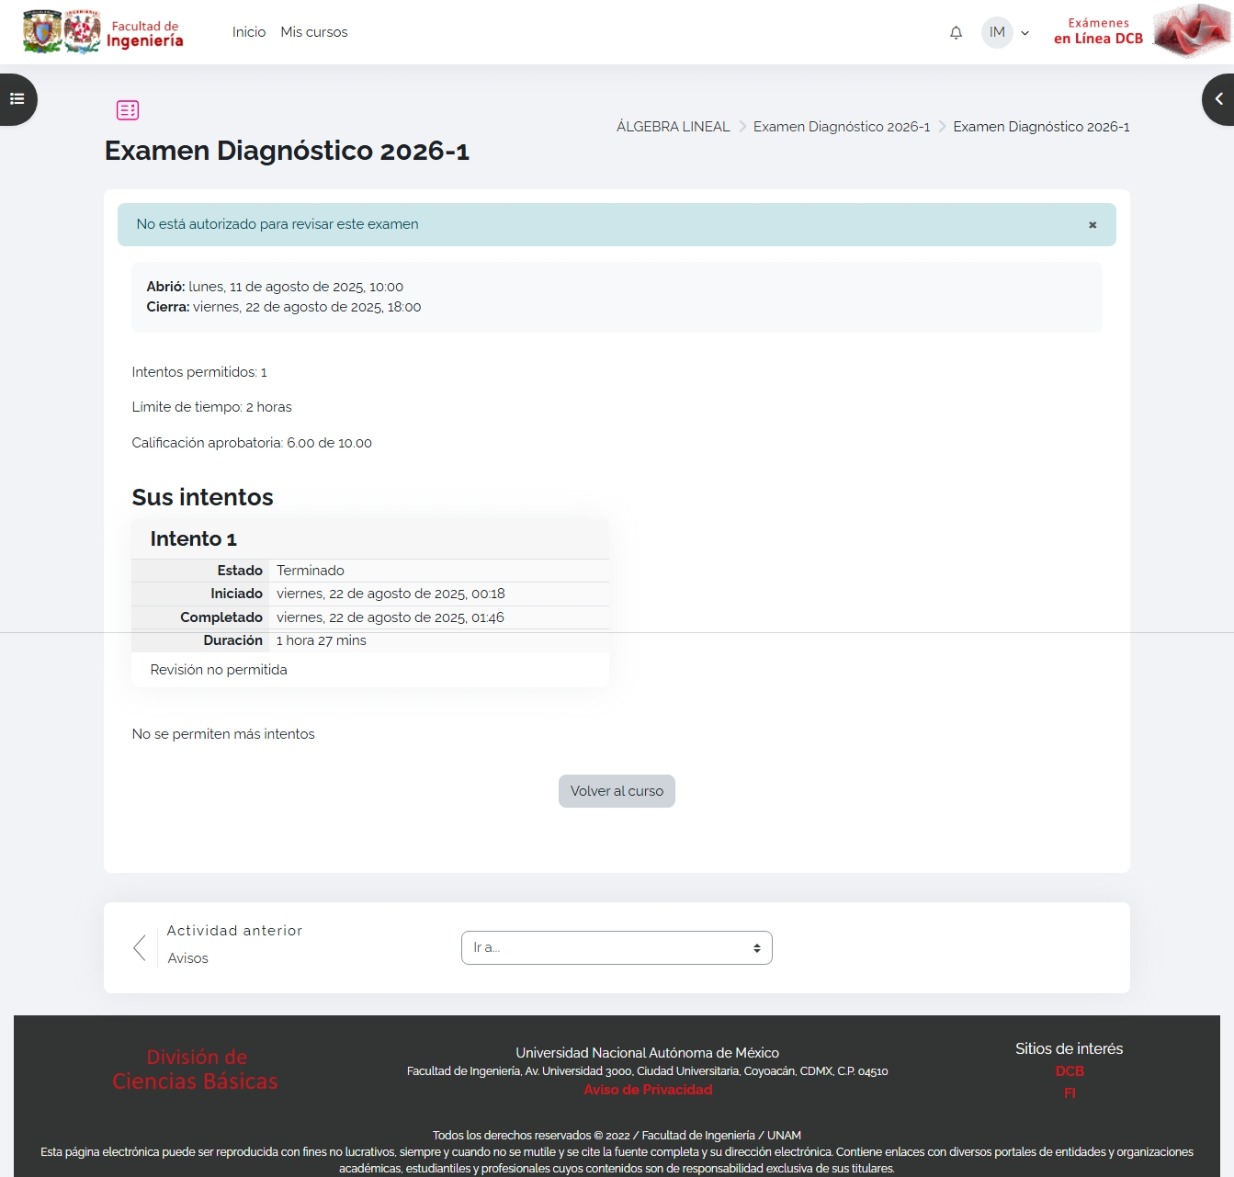 Facultad de
Ingeniería
Inicio Mis cursos
IM
Exámenes
en Línea DCB
ÁLGEBRA LINEAL > Examen Diagnóstico 2026-1 > Examen Diagnóstico 2026-1
Examen Diagnóstico 2026-1
No está autorizado para revisar este examen ×
Abrió: lunes, 11 de agosto de 2025, 10:00
Cierra: viernes, 22 de agosto de 2025, 18:00
Intentos permitidos: 1
Límite de tiempo: 2 horas
Calificación aprobatoria: 6.00 de 10.00
Sus intentos
Intento 1
Estado Terminado
Iniciado viernes, 22 de agosto de 2025, 00:18
Completado viernes, 22 de agosto de 2025, 01:46
Duración 1 hora 27 mins
Revisión no permitida
No se permiten más intentos
Volver al curso
Actividad anterior
Avisos
Ir a...
División de
Ciencias Básicas
Universidad Nacional Autónoma de México
Facultad de Ingeniería, Av. Universidad 3000, Ciudad Universitaria, Coyoacán, CDMX, C.P. 04510
Aviso de Privacidad
Sitios de interés
DCB
FI
Todos los derechos reservados © 2022 / Facultad de Ingeniería / UNAM
Esta página electrónica puede ser reproducida con fines no lucrativos, siempre y cuando no se mutile y se cite la fuente completa y su dirección electrónica. Contiene enlaces con diversos portales de entidades y organizaciones
académicas, estudiantiles y profesionales cuyos contenidos son de responsabilidad exclusiva de sus titulares.